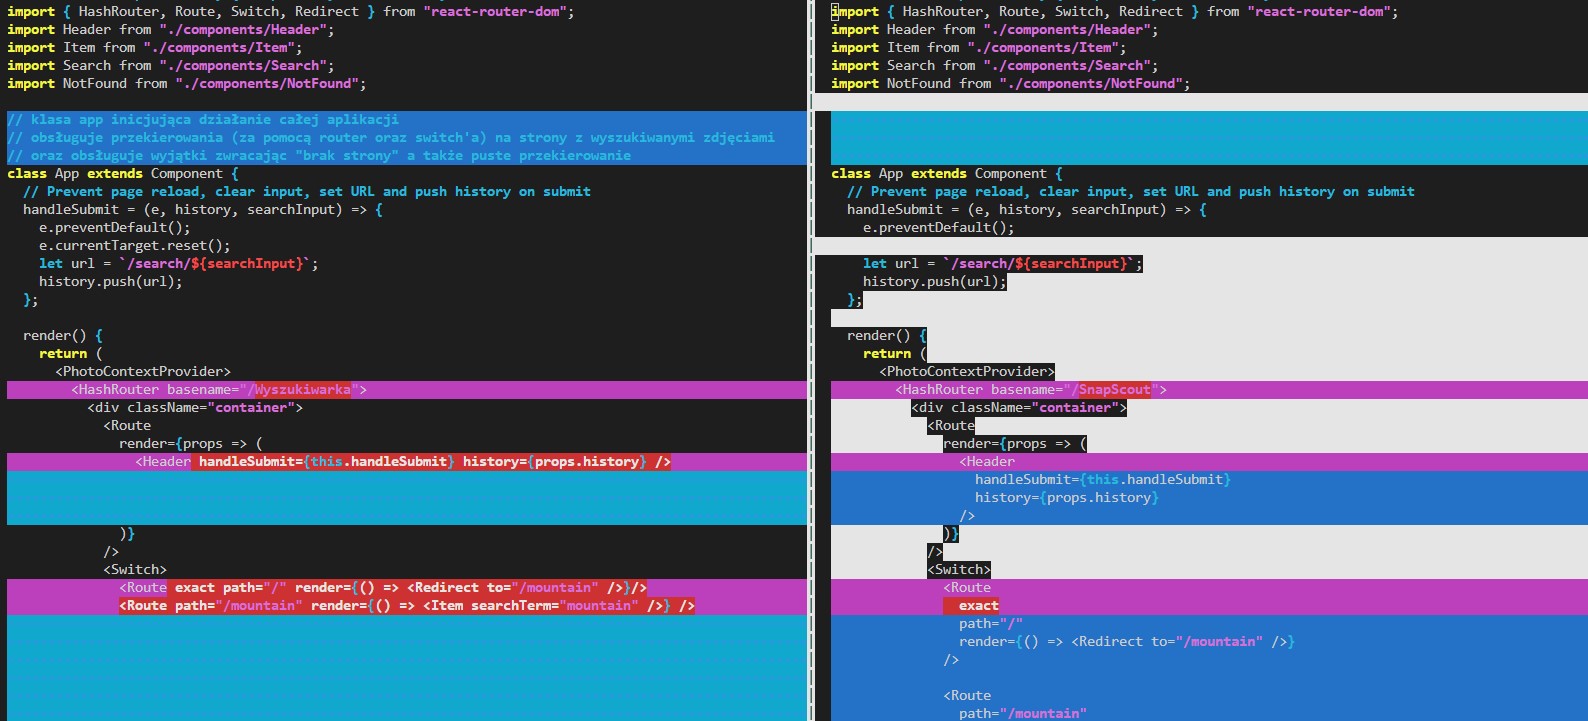 import { HashRouter, Route, Switch, Redirect } from "react-router-dom";
import Header from "./components/Header";
import Item from "./components/Item";
import Search from "./components/Search";
import NotFound from "./components/NotFound";
// klasa app inicjująca działanie całej aplikacji
// obsługuje przekierowania (za pomocą router oraz switch'a) na strony z wyszukiwanymi zdjęciami
// oraz obsługuje wyjątki zwracając "brak strony" a także puste przekierowanie
class App extends Component {
// Prevent page reload, clear input, set URL and push history on submit
handleSubmit = (e, history, searchInput) => {
e.preventDefault();
e.currentTarget.reset();
let url = `/search/${searchInput}`;
history.push(url);
};
render() {
return (
<PhotoContextProvider>
<HashRouter basename="/Wyszukiwarka">
<div className="container">
<Route
render={props => (
<Header handleSubmit={this.handleSubmit} history={props.history} />
)}
/>
<Switch>
<Route exact path="/" render={() => <Redirect to="/mountain" />}/>
<Route path="/mountain" render={() => <Item searchTerm="mountain" />} />
import { HashRouter, Route, Switch, Redirect } from "react-router-dom";
import Header from "./components/Header";
import Item from "./components/Item";
import Search from "./components/Search";
import NotFound from "./components/NotFound";
class App extends Component {
// Prevent page reload, clear input, set URL and push history on submit
handleSubmit = (e, history, searchInput) => {
e.preventDefault();
let url = `/search/${searchInput}`;
history.push(url);
};
render() {
return (
<PhotoContextProvider>
<HashRouter basename="/SnapScout">
<div className="container">
<Route
render={props => (
<Header
handleSubmit={this.handleSubmit}
history={props.history}
/>
)}
/>
<Switch>
<Route
exact
path="/"
render={() => <Redirect to="/mountain" />}
/>
<Route
path="/mountain"